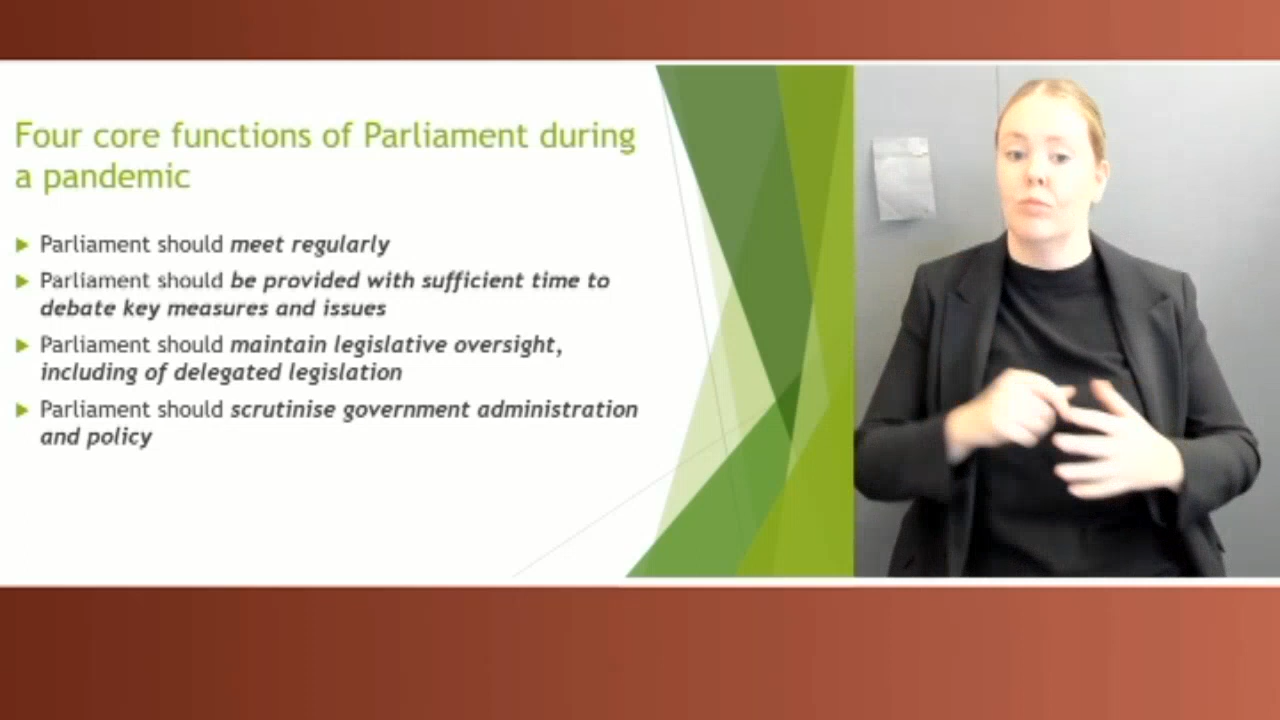 Four core functions of Parliament during
a pandemic
Parliament should meet regularly
Parliament should be provided with sufficient time to
debate key measures and issues
Parliament should maintain legislative oversight,
including of delegated legislation
Parliament should scrutinise government administration
and policy